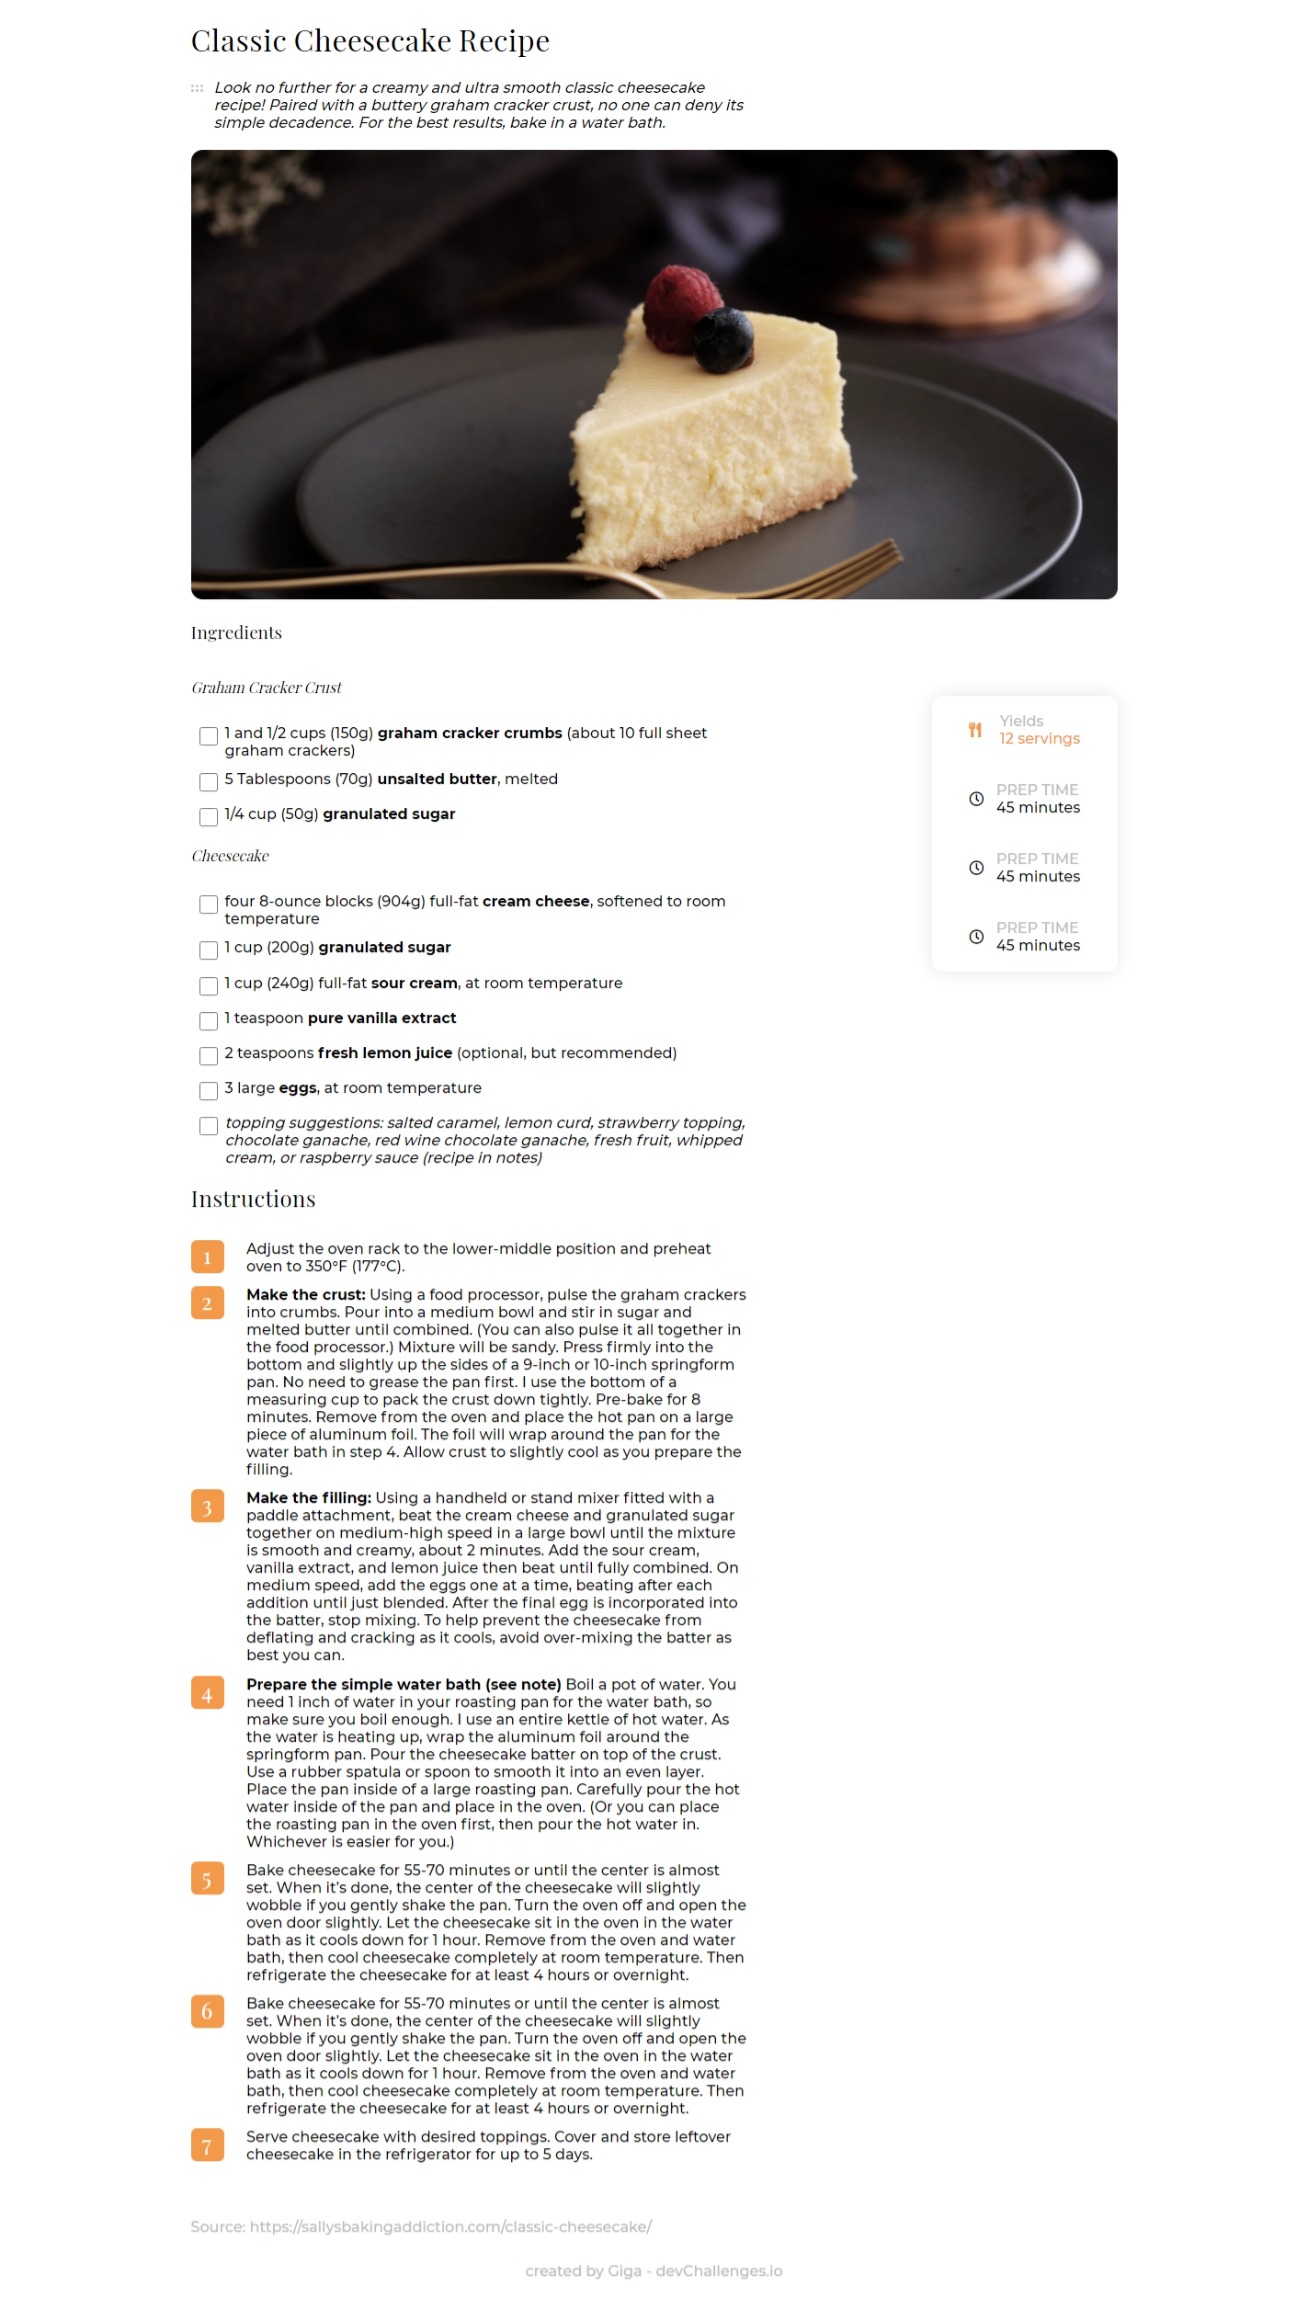 Classic Cheesecake Recipe
Look no further for a creamy and ultra smooth classic cheesecake
recipe! Paired with a buttery graham cracker crust, no one can deny its
simple decadence. For the best results, bake in a water bath.
Ingredients
Graham Cracker Crust
1 and 1/2 cups (150g) graham cracker crumbs (about 10 full sheet
graham crackers)
5 Tablespoons (70g) unsalted butter, melted
1/4 cup (50g) granulated sugar
Cheesecake
four 8-ounce blocks (904g) full-fat cream cheese, softened to room
temperature
1 cup (200g) granulated sugar
1 cup (240g) full-fat sour cream, at room temperature
1 teaspoon pure vanilla extract
2 teaspoons fresh lemon juice (optional, but recommended)
3 large eggs, at room temperature
topping suggestions: salted caramel, lemon curd, strawberry topping,
chocolate ganache, red wine chocolate ganache, fresh fruit, whipped
cream, or raspberry sauce (recipe in notes)
Yields
12 servings
PREP TIME
45 minutes
PREP TIME
45 minutes
PREP TIME
45 minutes
Instructions
1 Adjust the oven rack to the lower-middle position and preheat
oven to 350°F (177°C).
2 Make the crust: Using a food processor, pulse the graham crackers
into crumbs. Pour into a medium bowl and stir in sugar and
melted butter until combined. (You can also pulse it all together in
the food processor.) Mixture will be sandy. Press firmly into the
bottom and slightly up the sides of a 9-inch or 10-inch springform
pan. No need to grease the pan first. I use the bottom of a
measuring cup to pack the crust down tightly. Pre-bake for 8
minutes. Remove from the oven and place the hot pan on a large
piece of aluminum foil. The foil will wrap around the pan for the
water bath in step 4. Allow crust to slightly cool as you prepare the
filling.
3 Make the filling: Using a handheld or stand mixer fitted with a
paddle attachment, beat the cream cheese and granulated sugar
together on medium-high speed in a large bowl until the mixture
is smooth and creamy, about 2 minutes. Add the sour cream,
vanilla extract, and lemon juice then beat until fully combined. On
medium speed, add the eggs one at a time, beating after each
addition until just blended. After the final egg is incorporated into
the batter, stop mixing. To help prevent the cheesecake from
deflating and cracking as it cools, avoid over-mixing the batter as
best you can.
4 Prepare the simple water bath (see note) Boil a pot of water. You
need 1 inch of water in your roasting pan for the water bath, so
make sure you boil enough. I use an entire kettle of hot water. As
the water is heating up, wrap the aluminum foil around the
springform pan. Pour the cheesecake batter on top of the crust.
Use a rubber spatula or spoon to smooth it into an even layer.
Place the pan inside of a large roasting pan. Carefully pour the hot
water inside of the pan and place in the oven. (Or you can place
the roasting pan in the oven first, then pour the hot water in.
Whichever is easier for you.)
5 Bake cheesecake for 55-70 minutes or until the center is almost
set. When it's done, the center of the cheesecake will slightly
wobble if you gently shake the pan. Turn the oven off and open the
oven door slightly. Let the cheesecake sit in the oven in the water
bath as it cools down for 1 hour. Remove from the oven and water
bath, then cool cheesecake completely at room temperature. Then
refrigerate the cheesecake for at least 4 hours or overnight.
6 Bake cheesecake for 55-70 minutes or until the center is almost
set. When it's done, the center of the cheesecake will slightly
wobble if you gently shake the pan. Turn the oven off and open the
oven door slightly. Let the cheesecake sit in the oven in the water
bath as it cools down for 1 hour. Remove from the oven and water
bath, then cool cheesecake completely at room temperature. Then
refrigerate the cheesecake for at least 4 hours or overnight.
7 Serve cheesecake with desired toppings. Cover and store leftover
cheesecake in the refrigerator for up to 5 days.
Source: https://sallysbakingaddiction.com/classic-cheesecake/
created by Giga - devChallenges.io